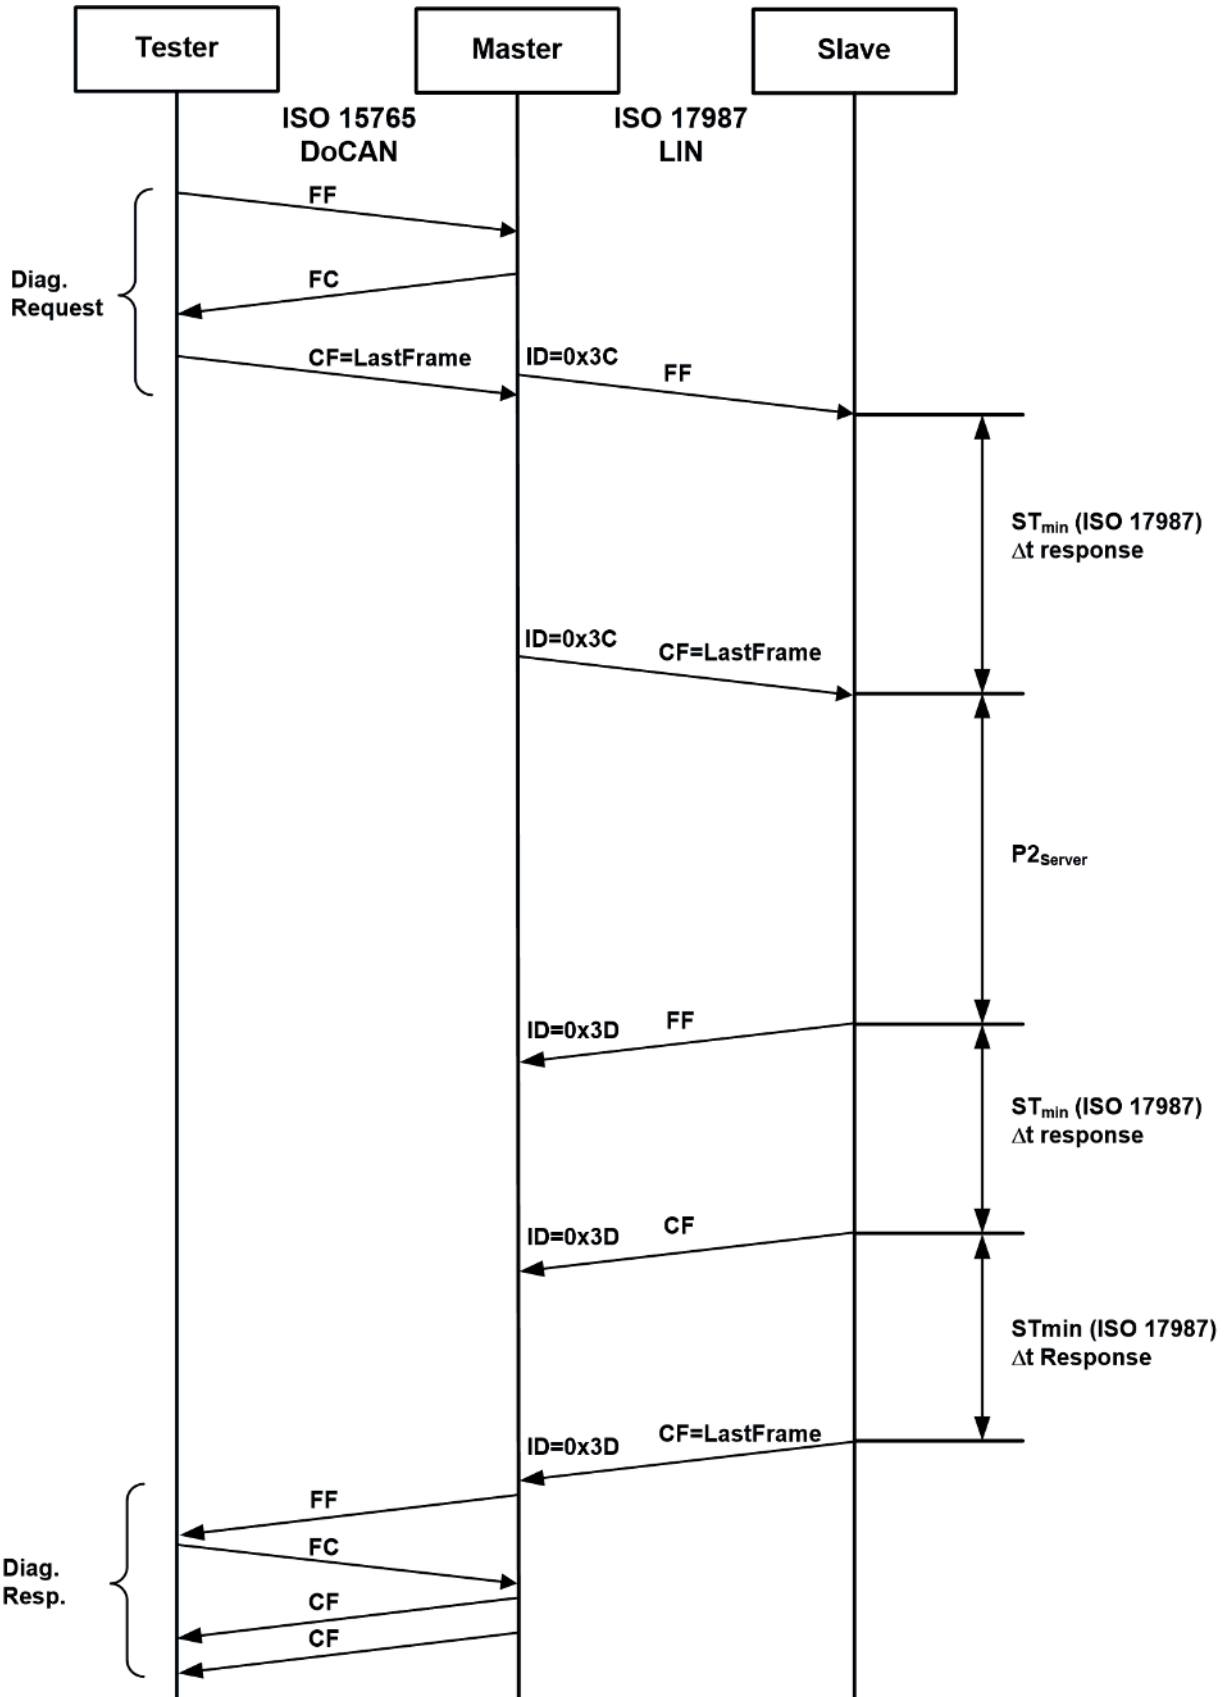 Tester
Master
Slave
ISO 15765
DoCAN
ISO 17987
LIN
FF
Diag.
Request
FC
CF=LastFrame
ID=0x3C
FF
STmin (ISO 17987)
Δt response
ID=0x3C
CF=LastFrame
P2Server
ID=0x3D
FF
STmin (ISO 17987)
Δt response
ID=0x3D
CF
STmin (ISO 17987)
Δt Response
ID=0x3D
CF=LastFrame
FF
FC
Diag.
Resp.
CF
CF